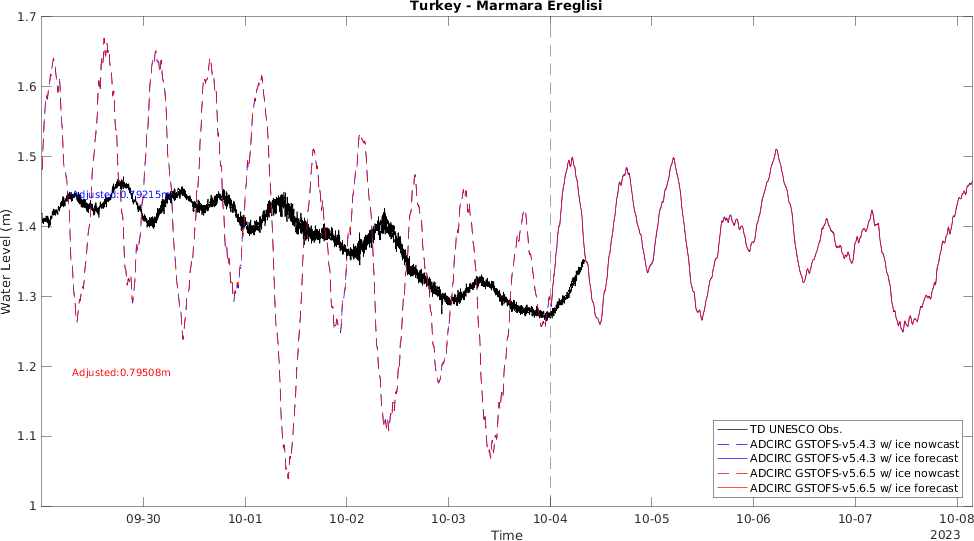 Turkey - Marmara Ereglisi
1.7
1.6
1.5
1.4
1.3
1.2
1.1
1
Water Level (m)
Adjusted:0.79215m
Adjusted:0.79508m
TD UNESCO Obs.
ADCIRC GSTOFS-v5.4.3 w/ ice nowcast
ADCIRC GSTOFS-v5.4.3 w/ ice forecast
ADCIRC GSTOFS-v5.6.5 w/ ice nowcast
ADCIRC GSTOFS-v5.6.5 w/ ice forecast
09-30
10-01
10-02
10-03
10-04
10-05
10-06
10-07
10-08
Time
2023